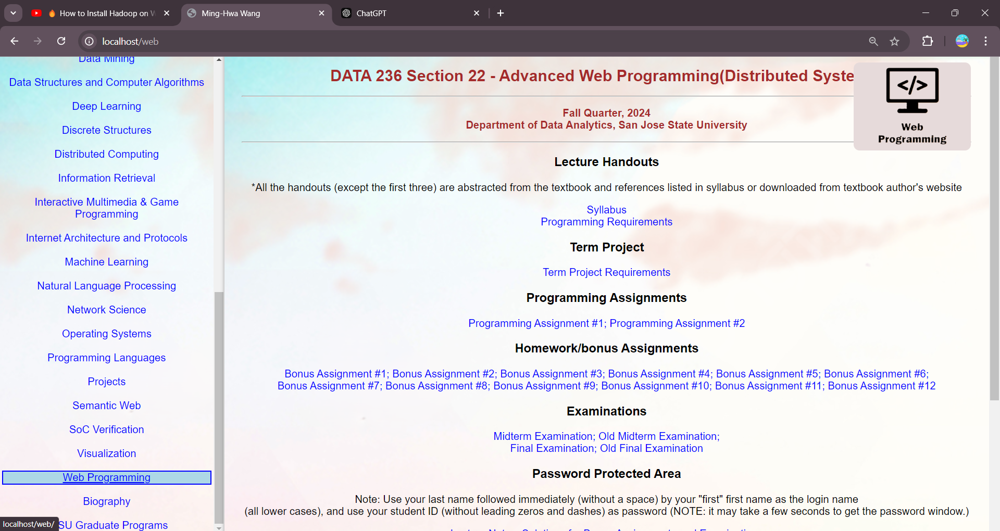 How to Install Hadoop on
Ming-Hwa Wang
ChatGPT
localhost/web
Data Mining
Data Structures and Computer Algorithms
Deep Learning
Discrete Structures
Distributed Computing
Information Retrieval
Interactive Multimedia & Game
Programming
Internet Architecture and Protocols
Machine Learning
Natural Language Processing
Network Science
Operating Systems
Programming Languages
Projects
Semantic Web
SoC Verification
Visualization
Web Programming
Biography
SU Graduate Programs
localhost/web/
DATA 236 Section 22 - Advanced Web Programming(Distributed Syste
</>
Web
Programming
Fall Quarter, 2024
Department of Data Analytics, San Jose State University
Lecture Handouts
*All the handouts (except the first three) are abstracted from the textbook and references listed in syllabus or downloaded from textbook author's website
Syllabus
Programming Requirements
Term Project
Term Project Requirements
Programming Assignments
Programming Assignment #1; Programming Assignment #2
Homework/bonus Assignments
Bonus Assignment #1; Bonus Assignment #2; Bonus Assignment #3; Bonus Assignment #4; Bonus Assignment #5; Bonus Assignment #6;
Bonus Assignment #7; Bonus Assignment #8; Bonus Assignment #9; Bonus Assignment #10; Bonus Assignment #11; Bonus Assignment #12
Examinations
Midterm Examination; Old Midterm Examination;
Final Examination; Old Final Examination
Password Protected Area
Note: Use your last name followed immediately (without a space) by your "first" first name as the login name
(all lower cases), and use your student ID (without leading zeros and dashes) as password (NOTE: it may take a few seconds to get the password window.)